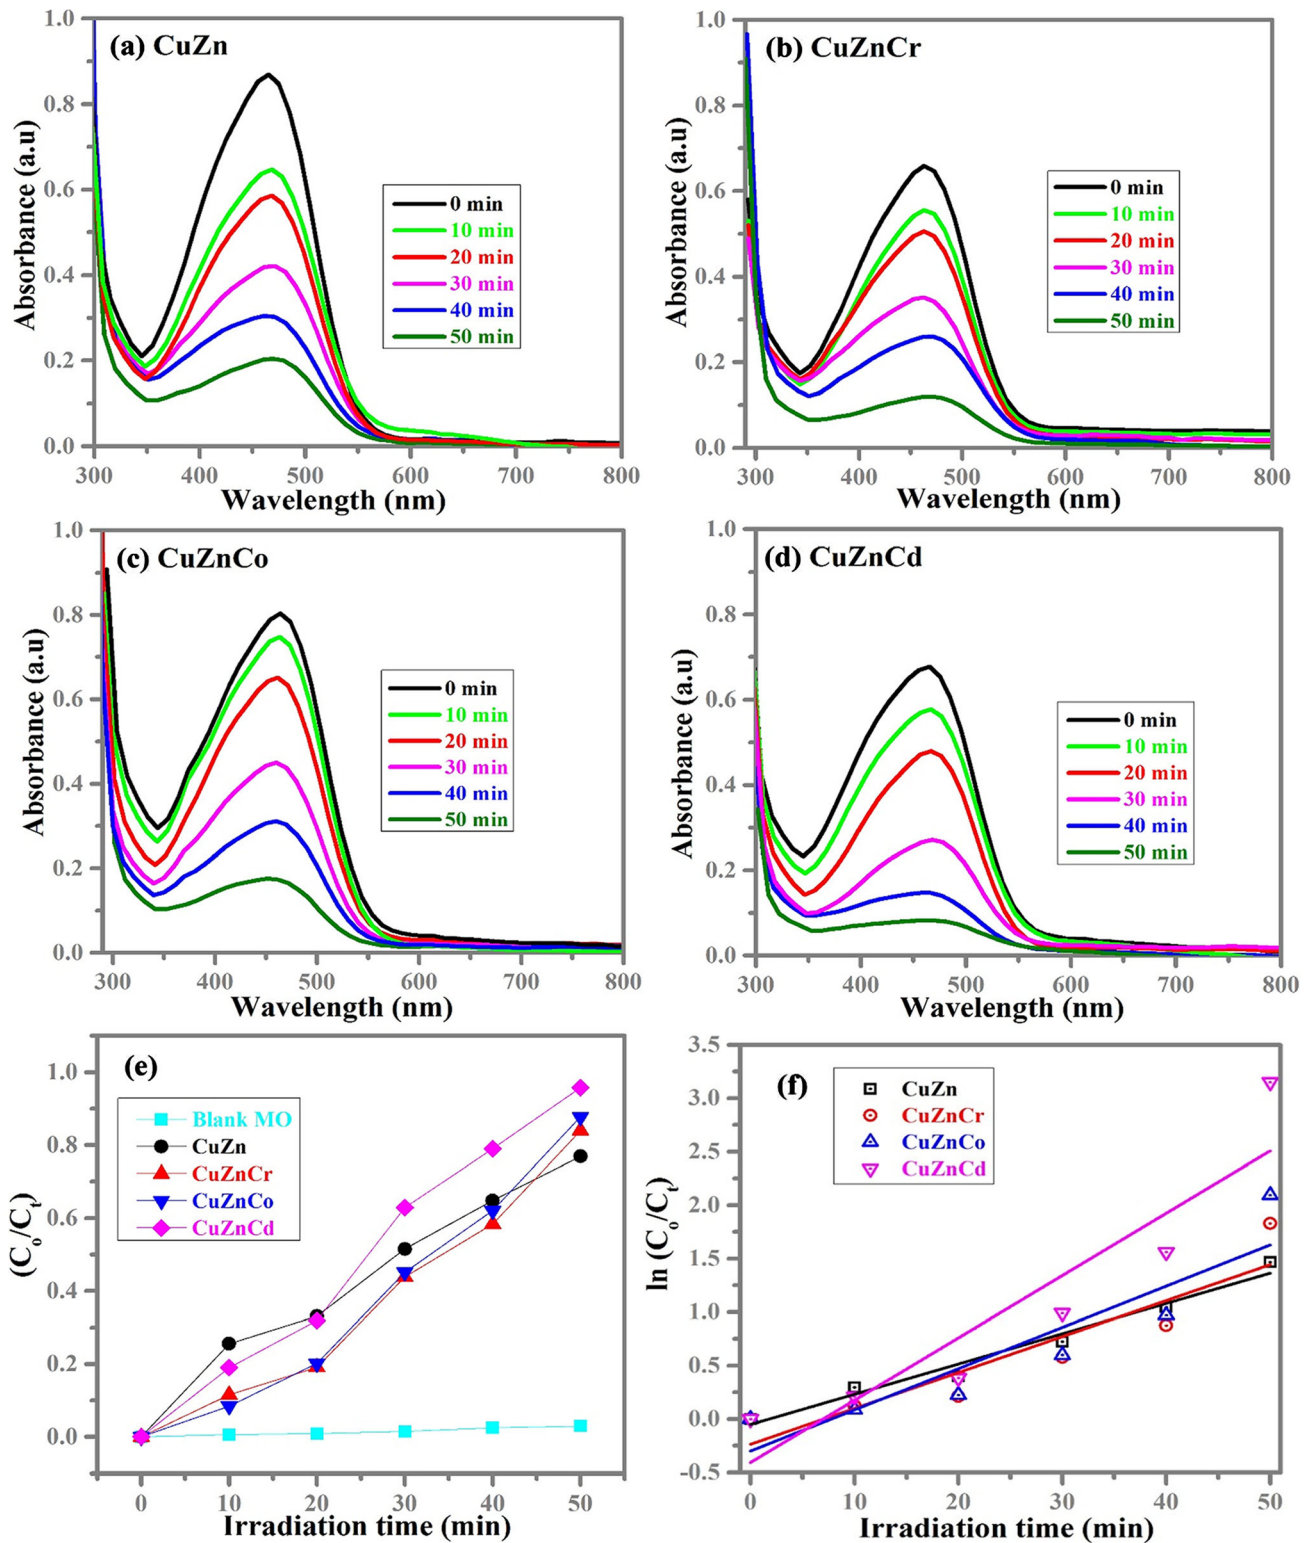 (a) CuZn
Absorbance (a.u)
1.0
0.8
0.6
0.4
0.2
0.0
0 min
10 min
20 min
30 min
40 min
50 min
300 400 500 600 700 800
Wavelength (nm)
(b) CuZnCr
Absorbance (a.u)
1.0
0.8
0.6
0.4
0.2
0.0
0 min
10 min
20 min
30 min
40 min
50 min
300 400 500 600 700 800
Wavelength (nm)
(c) CuZnCo
Absorbance (a.u)
1.0
0.8
0.6
0.4
0.2
0.0
0 min
10 min
20 min
30 min
40 min
50 min
300 400 500 600 700 800
Wavelength (nm)
(d) CuZnCd
Absorbance (a.u)
1.0
0.8
0.6
0.4
0.2
0.0
0 min
10 min
20 min
30 min
40 min
50 min
300 400 500 600 700 800
Wavelength (nm)
(e)
(Co/Ct)
1.0
0.8
0.6
0.4
0.2
0.0
Blank MO
CuZn
CuZnCr
CuZnCo
CuZnCd
0 10 20 30 40 50
Irradiation time (min)
(f)
ln (Co/Ct)
3.5
3.0
2.5
2.0
1.5
1.0
0.5
0.0
-0.5
CuZn
CuZnCr
CuZnCo
CuZnCd
0 10 20 30 40 50
Irradiation time (min)